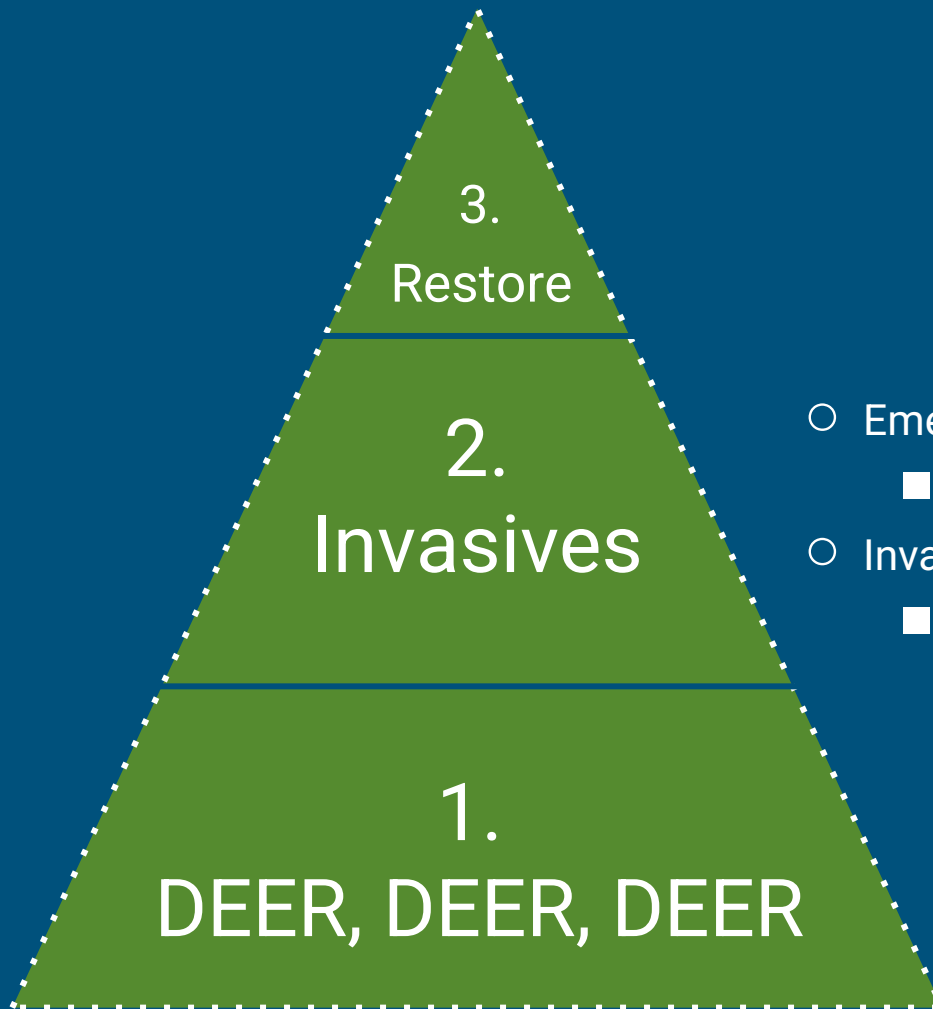 3.
Restore
2.
Invasives
1.
DEER, DEER, DEER